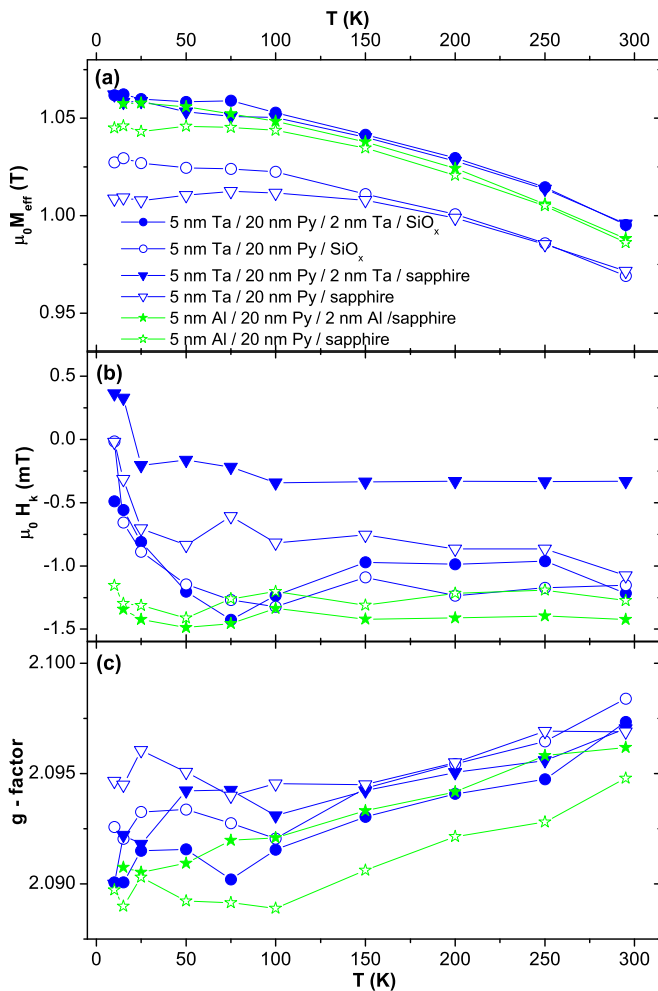 T (K)
0 50 100 150 200 250 300
(a)
1.05
1.00
0.95
μ₀M_eff (T)
5 nm Ta / 20 nm Py / 2 nm Ta / SiOₓ
5 nm Ta / 20 nm Py / SiOₓ
5 nm Ta / 20 nm Py / 2 nm Ta / sapphire
5 nm Ta / 20 nm Py / sapphire
5 nm Al / 20 nm Py / 2 nm Al /sapphire
5 nm Al / 20 nm Py / sapphire
(b)
0.5
0.0
-0.5
-1.0
-1.5
μ₀ H_k (mT)
(c)
2.100
2.095
2.090
g - factor
0 50 100 150 200 250 300
T (K)